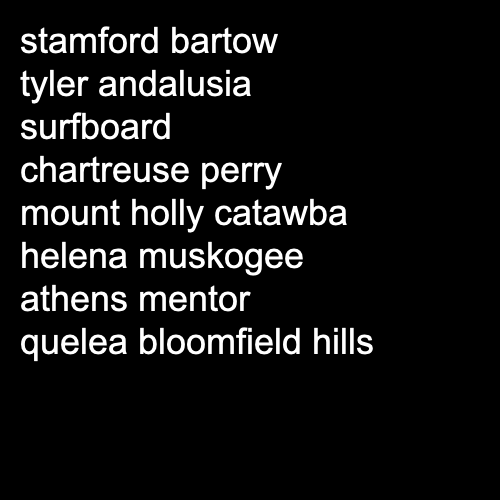 stamford bartow
tyler andalusia
surfboard
chartreuse perry
mount holly catawba
helena muskogee
athens mentor
quelea bloomfield hills